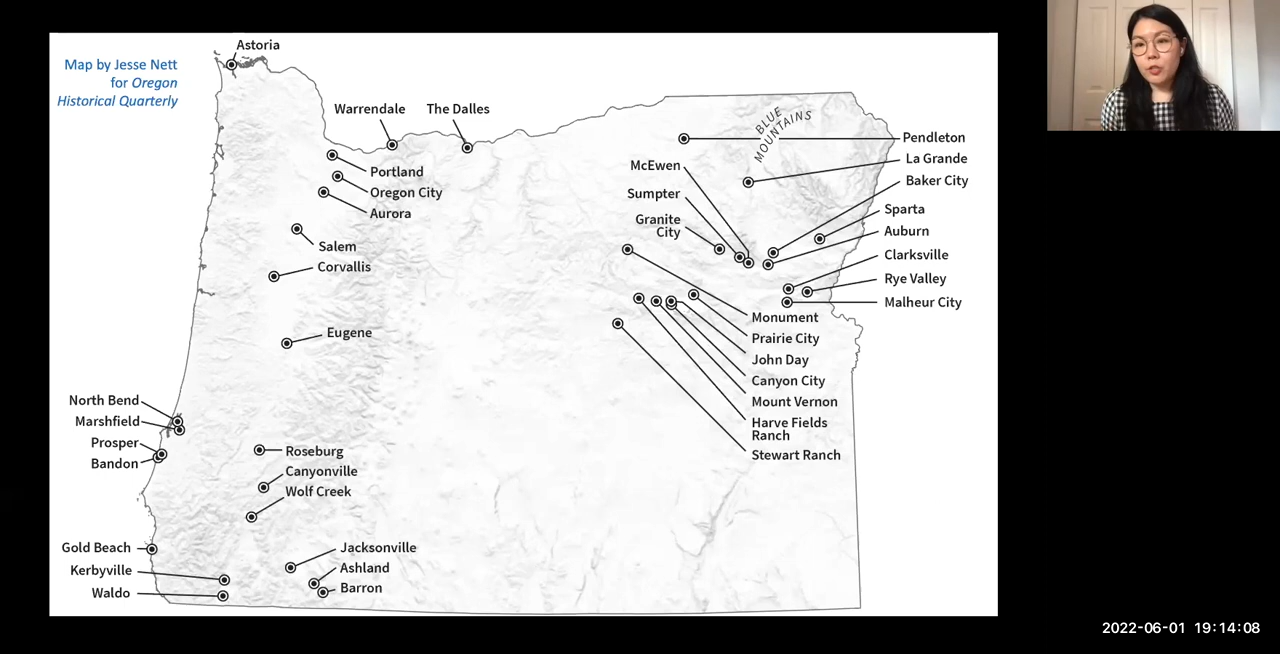 Astoria
Map by Jesse Nett
for Oregon
Historical Quarterly
Warrendale
The Dalles
Portland
Oregon City
Aurora
Salem
Corvallis
Eugene
North Bend
Marshfield
Prosper
Bandon
Roseburg
Canyonville
Wolf Creek
Gold Beach
Kerbyville
Waldo
Jacksonville
Ashland
Barron
BLUE
MOUNTAINS
McEwen
Sumpter
Granite
City
Pendleton
La Grande
Baker City
Sparta
Auburn
Clarksville
Rye Valley
Malheur City
Monument
Prairie City
John Day
Canyon City
Mount Vernon
Harve Fields
Ranch
Stewart Ranch
2022-06-01 19:14:08